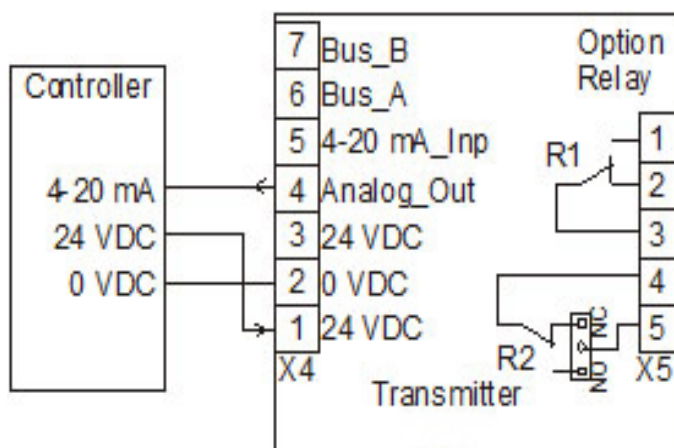 Controller
4-20 mA
24 VDC
0 VDC
7 Bus_B
6 Bus_A
5 4-20 mA_Inp
4 Analog_Out
3 24 VDC
2 0 VDC
1 24 VDC
X4
Option
Relay
R1
1
2
3
4
5
R2
NC
NO
X5
Transmitter